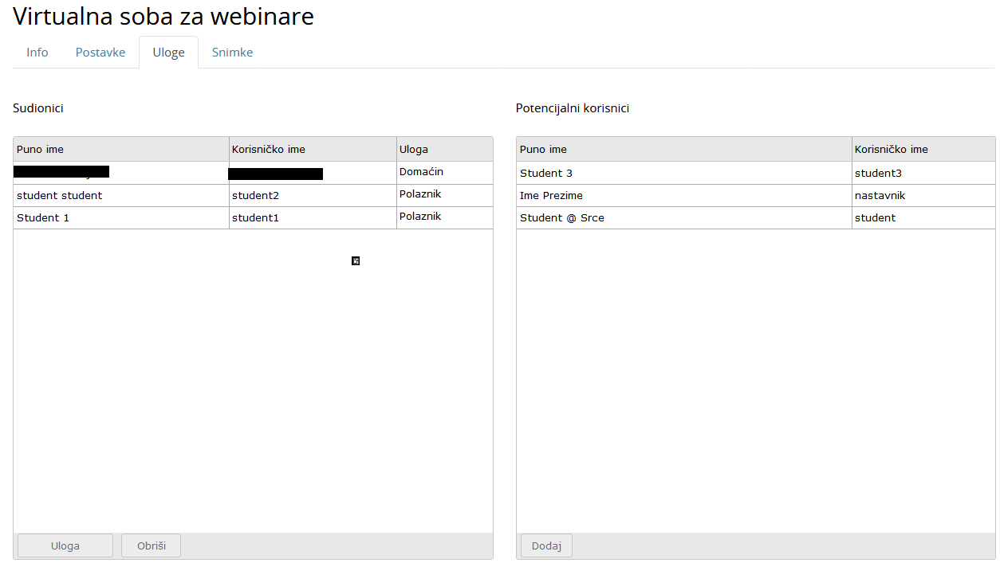 Virtualna soba za webinare
Info Postavke Uloge Snimke
Sudionici
Puno ime Korisničko ime Uloga
Domaćin
student student student2 Polaznik
Student 1 student1 Polaznik
Uloga Obriši
Potencijalni korisnici
Puno ime Korisničko ime
Student 3 student3
Ime Prezime nastavnik
Student @ Srce student
Dodaj